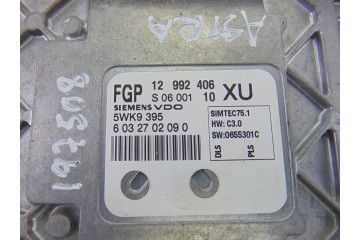 ASTRA
FGP 12 992 406 XU
S 06 001 10
SIEMENS VDO
5WK9 395
6 03 27 02 09 0
SIMTEC75.1
HW: C3.0
SW:0655301C
DLS PLS
197508